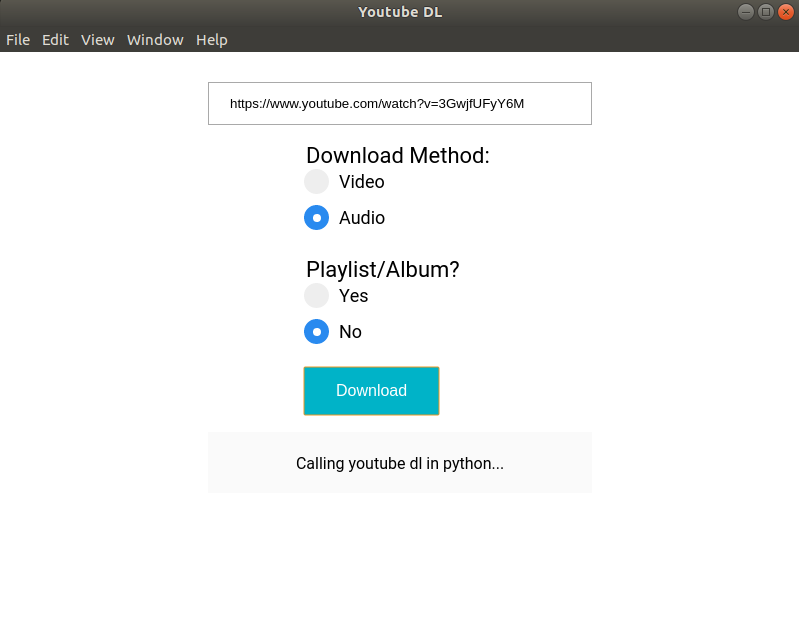 Youtube DL
File Edit View Window Help
https://www.youtube.com/watch?v=3GwjfUFyY6M
Download Method:
Video
Audio
Playlist/Album?
Yes
No
Download
Calling youtube dl in python...